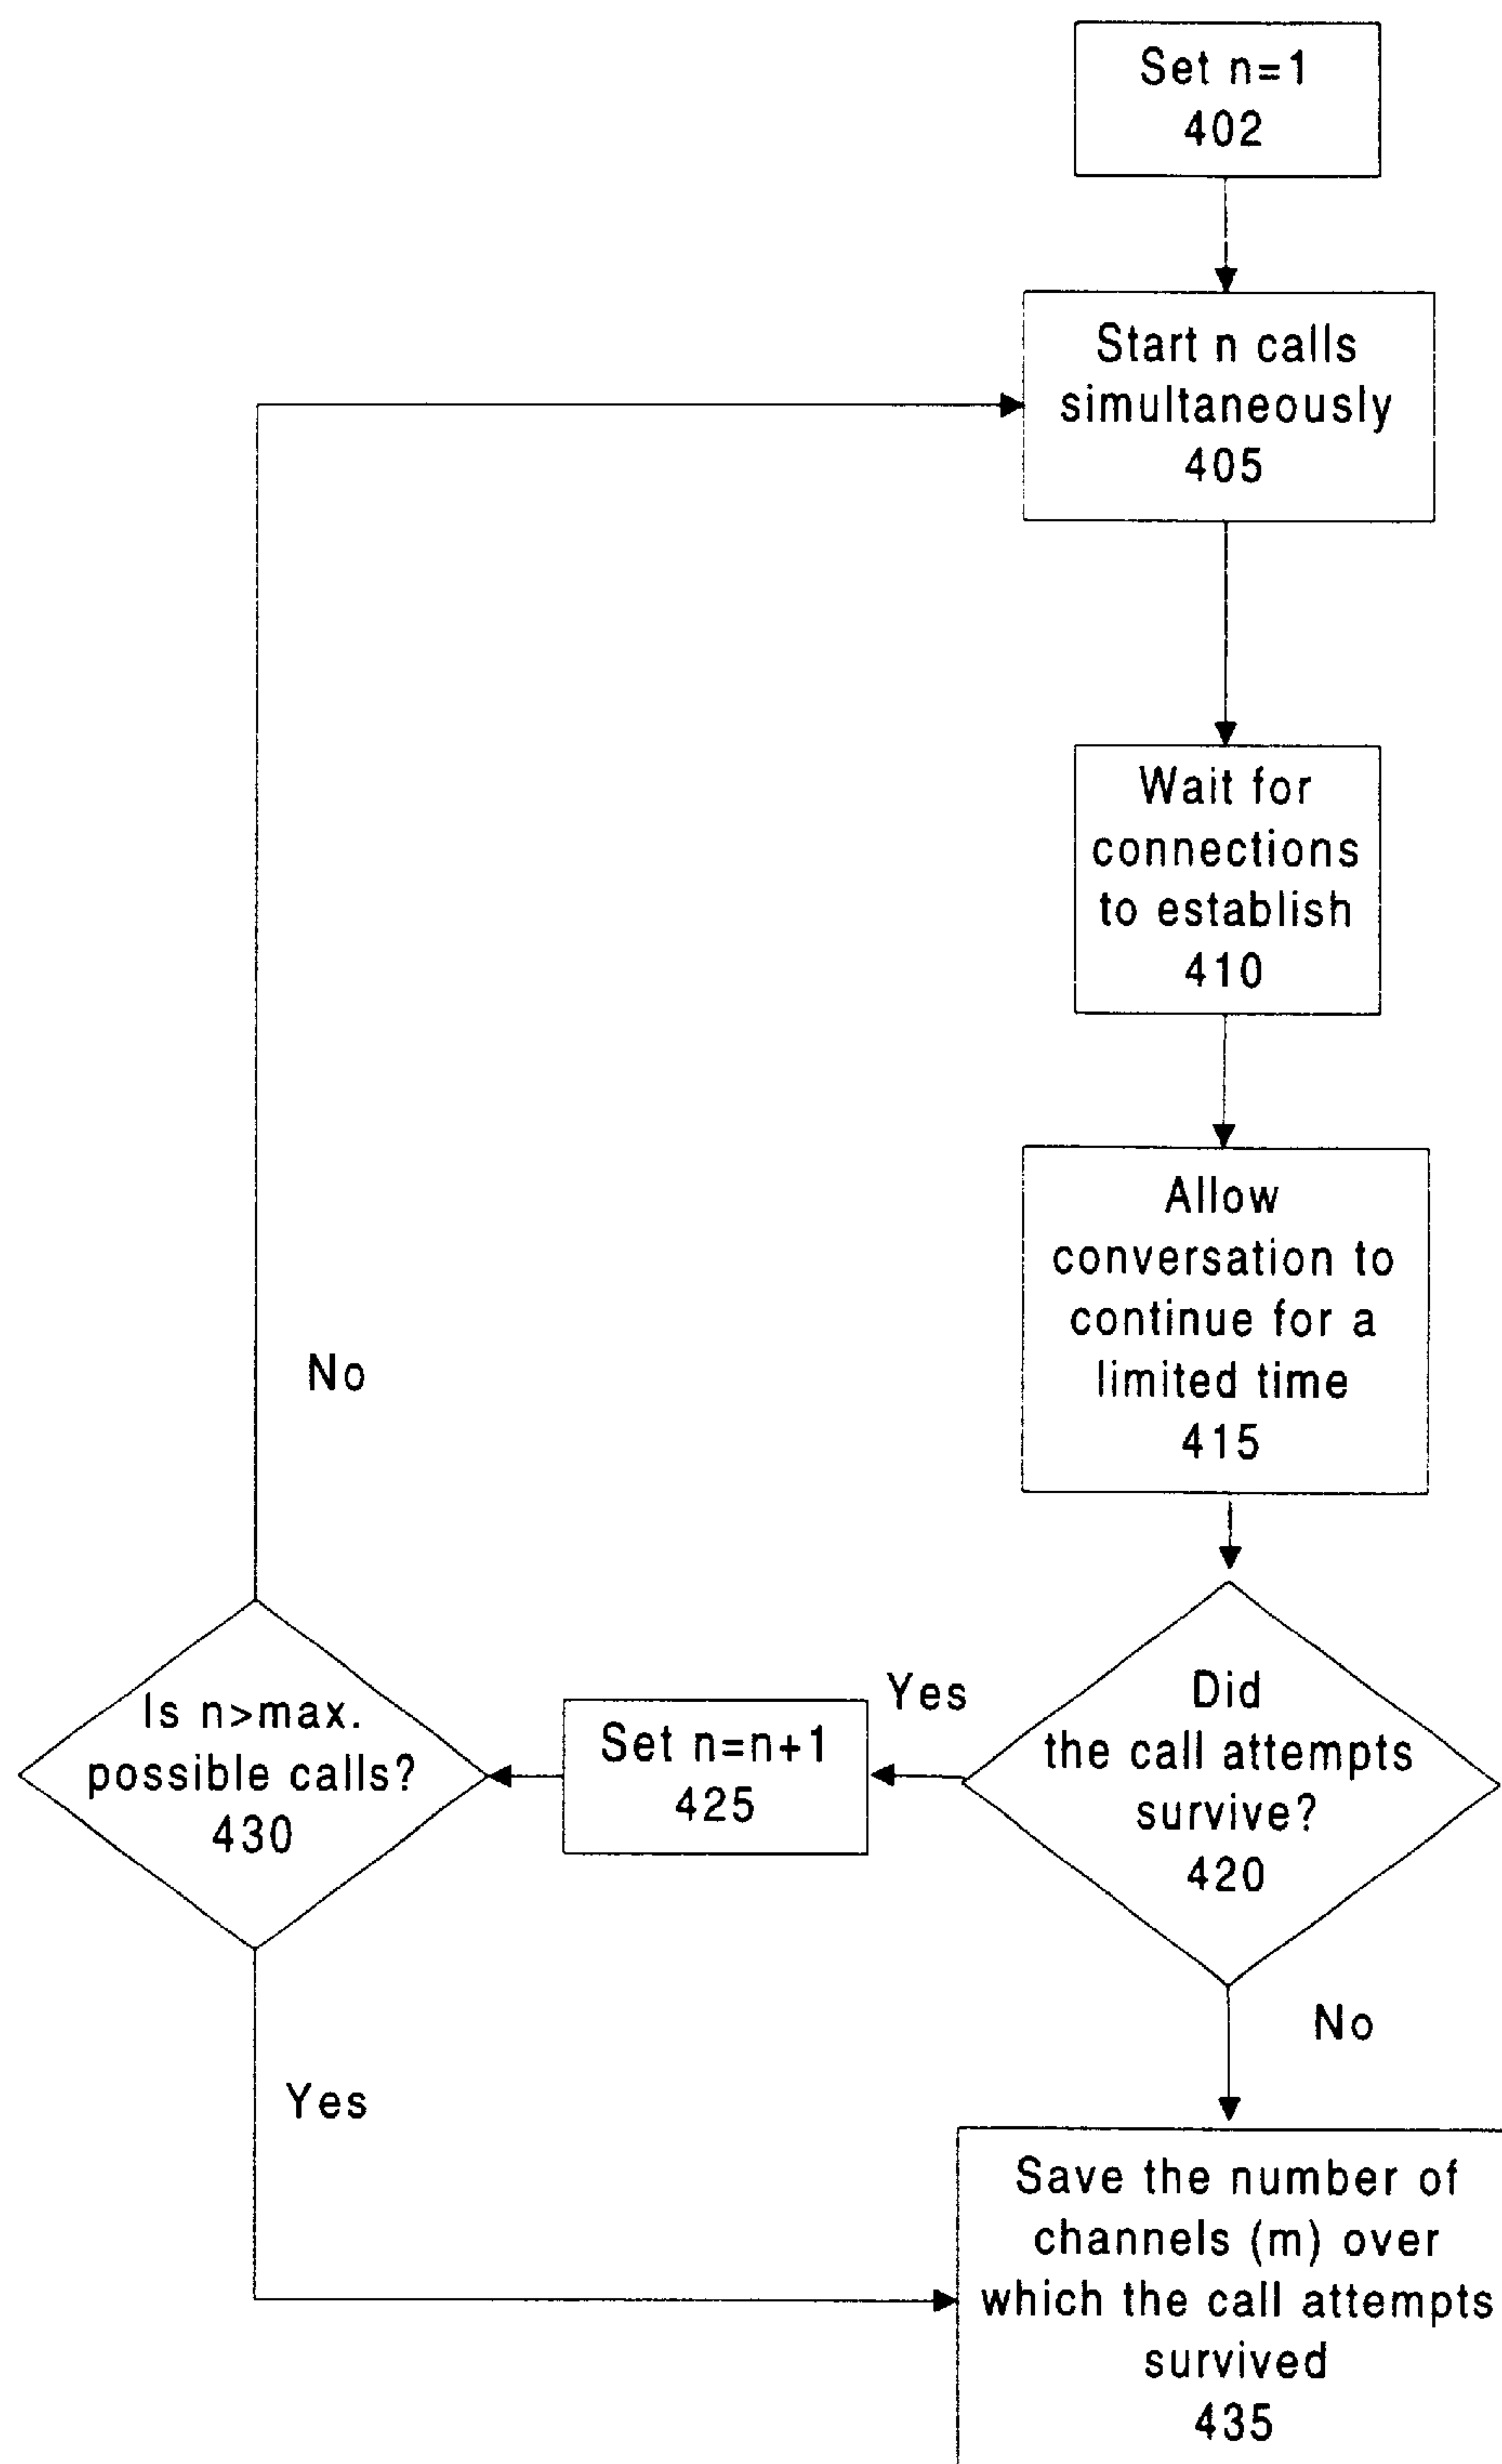 Set n=1
402
Start n calls
simultaneously
405
Wait for
connections
to establish
410
Allow
conversation to
continue for a
limited time
415
No
Did
the call attempts
survive?
420
Yes
Set n=n+1
425
Is n>max.
possible calls?
430
No
Yes
Save the number of
channels (m) over
which the call attempts
survived
435